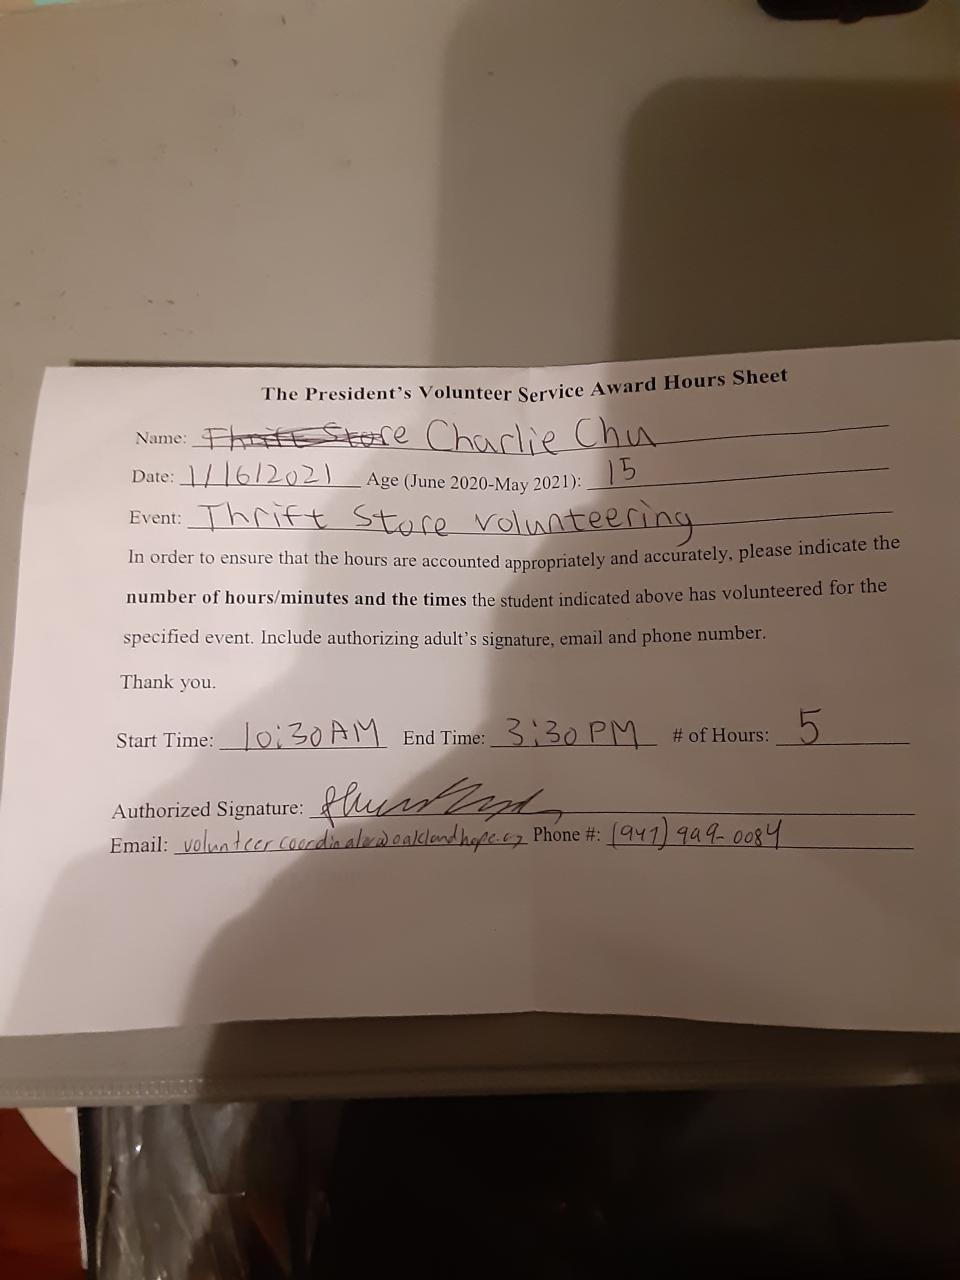 The President's Volunteer Service Award Hours Sheet
Name: Thrift Store Charlie Chu
Date: 1/16/2021 Age (June 2020-May 2021): 15
Event: Thrift Store volunteering
In order to ensure that the hours are accounted appropriately and accurately, please indicate the
number of hours/minutes and the times the student indicated above has volunteered for the
specified event. Include authorizing adult's signature, email and phone number.
Thank you.
Start Time: 10:30 AM End Time: 3:30 PM # of Hours: 5
Authorized Signature:
Email: Phone #: (947) 999-0084